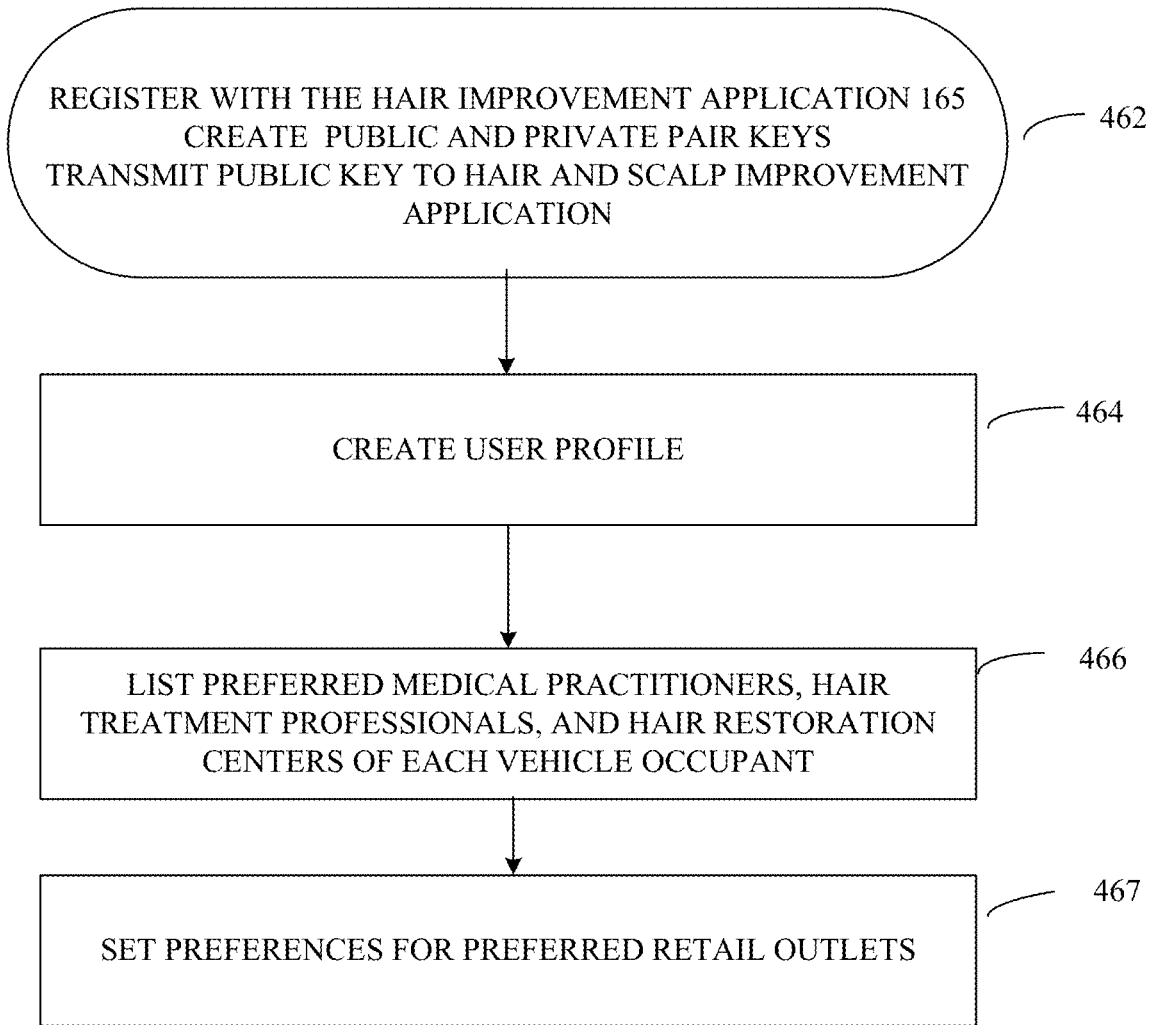 REGISTER WITH THE HAIR IMPROVEMENT APPLICATION 165
CREATE PUBLIC AND PRIVATE PAIR KEYS
TRANSMIT PUBLIC KEY TO HAIR AND SCALP IMPROVEMENT
APPLICATION
462
CREATE USER PROFILE
464
LIST PREFERRED MEDICAL PRACTITIONERS, HAIR
TREATMENT PROFESSIONALS, AND HAIR RESTORATION
CENTERS OF EACH VEHICLE OCCUPANT
466
SET PREFERENCES FOR PREFERRED RETAIL OUTLETS
467